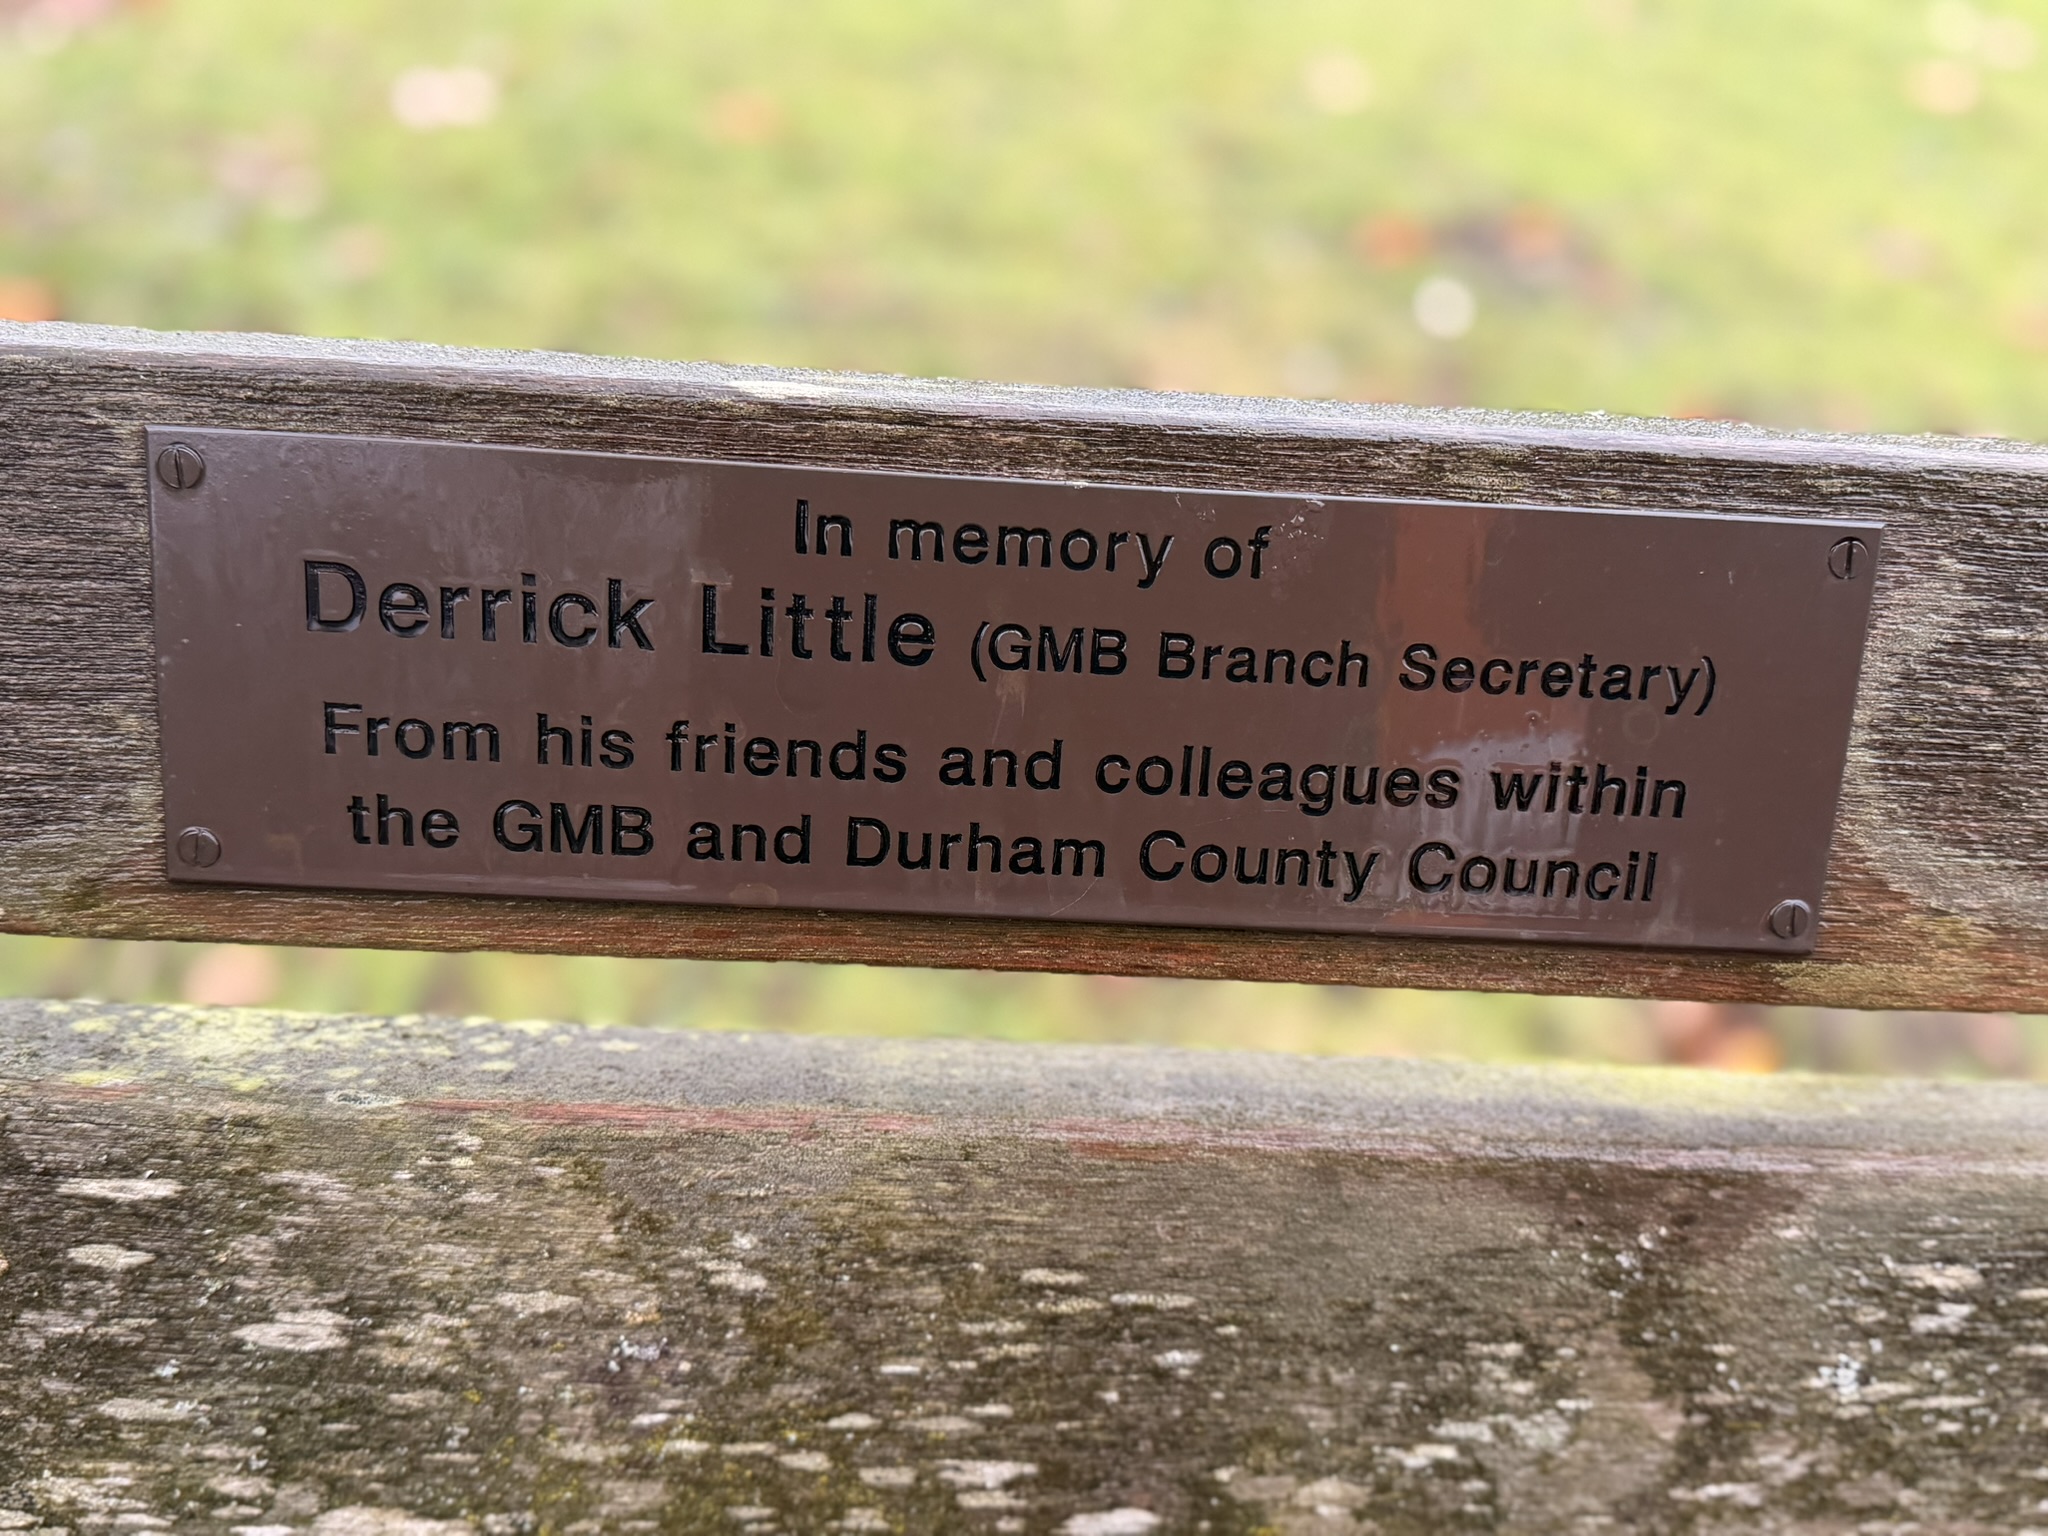 In memory of
Derrick Little (GMB Branch Secretary)
From his friends and colleagues within
the GMB and Durham County Council